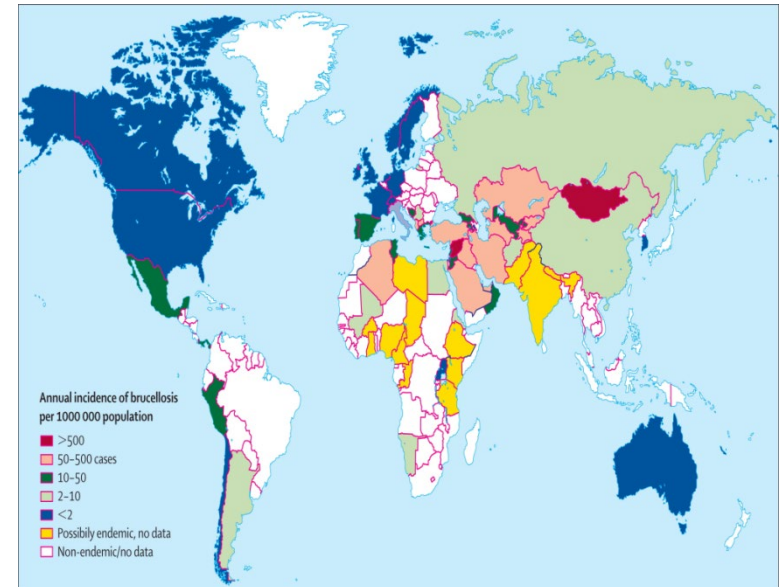 Annual incidence of brucellosis
per 1000 000 population
>500
50–500 cases
10–50
2–10
<2
Possibily endemic, no data
Non-endemic/no data